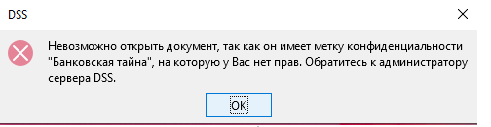 DSS
Невозможно открыть документ, так как он имеет метку конфиденциальности
"Банковская тайна", на которую у Вас нет прав. Обратитесь к администратору
сервера DSS.
OK